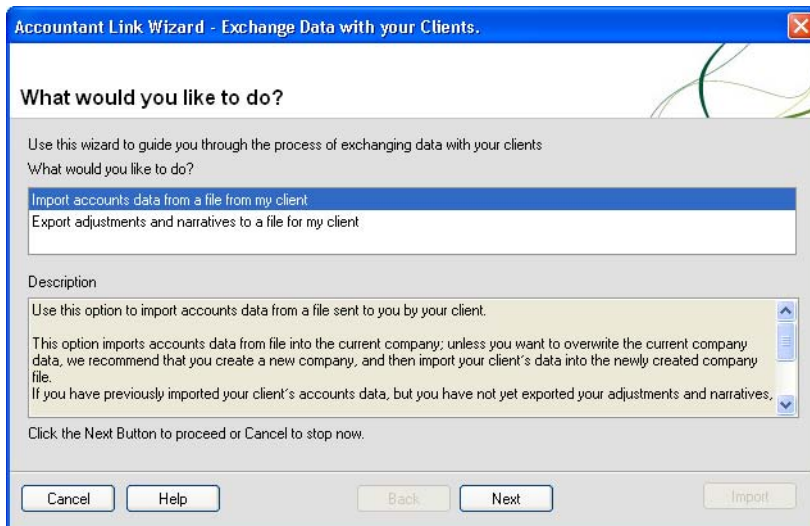 Accountant Link Wizard - Exchange Data with your Clients.
What would you like to do?
Use this wizard to guide you through the process of exchanging data with your clients
What would you like to do?
Import accounts data from a file from my client
Export adjustments and narratives to a file for my client
Description
Use this option to import accounts data from a file sent to you by your client.
This option imports accounts data from file into the current company; unless you want to overwrite the current company
data, we recommend that you create a new company, and then import your client's data into the newly created company
file.
If you have previously imported your client's accounts data, but you have not yet exported your adjustments and narratives,
Click the Next Button to proceed or Cancel to stop now.
Cancel Help Back Next Import